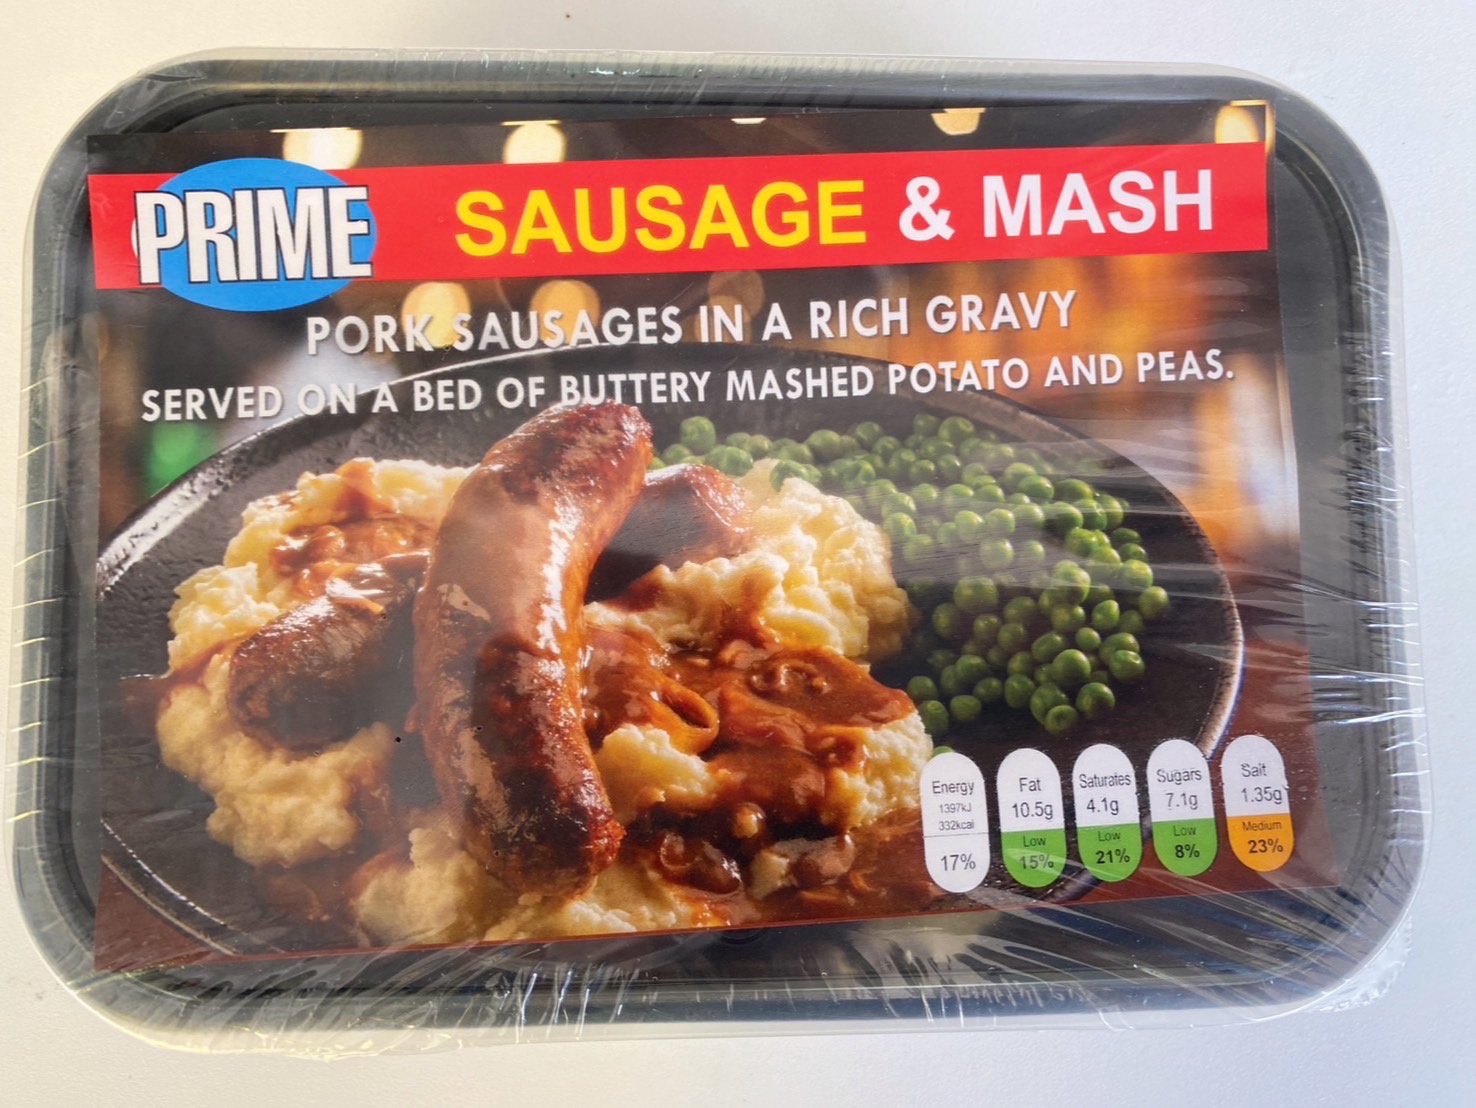 PRIME
SAUSAGE & MASH
PORK SAUSAGES IN A RICH GRAVY
SERVED ON A BED OF BUTTERY MASHED POTATO AND PEAS.
Energy
1397kJ
332kcal
17%
Fat
10.5g
Low
15%
Saturates
4.1g
Low
21%
Sugars
7.1g
Low
8%
Salt
1.35g
Medium
23%